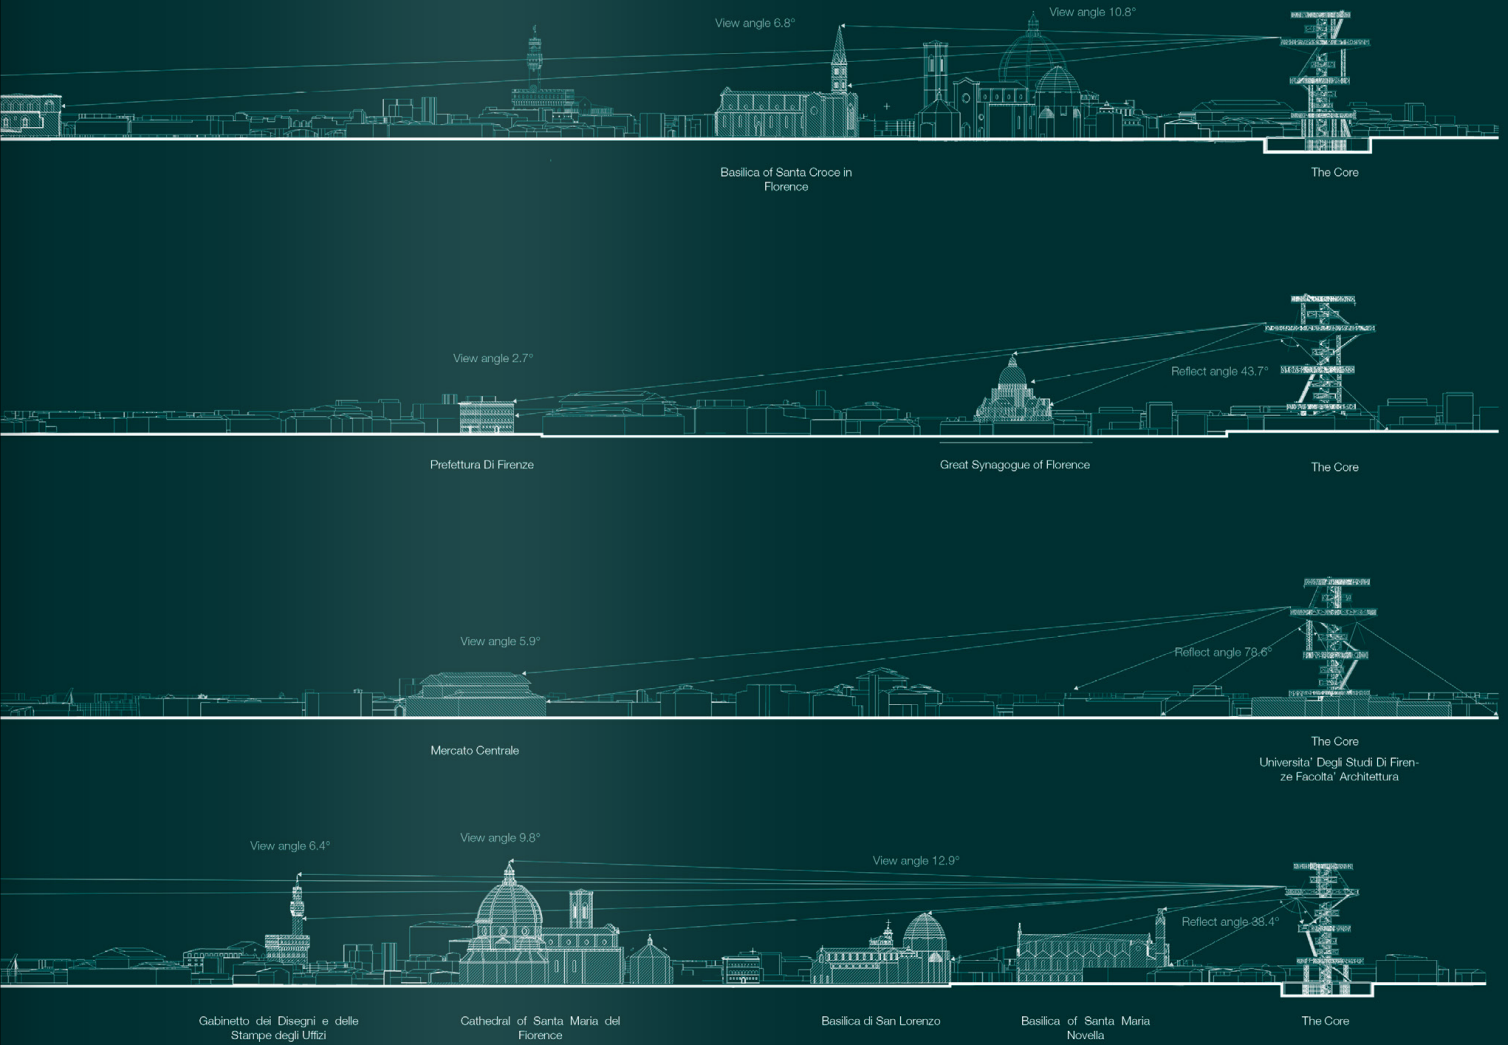 View angle 6.8°
View angle 10.8°
Basilica of Santa Croce in
Florence
The Core
View angle 2.7°
Reflect angle 43.7°
Prefettura Di Firenze
Great Synagogue of Florence
The Core
View angle 5.9°
Reflect angle 78.6°
Mercato Centrale
The Core
Universita' Degli Studi Di Firen-
ze Facolta' Architettura
View angle 6.4°
View angle 9.8°
View angle 12.9°
Reflect angle 38.4°
Gabinetto dei Disegni e delle
Stampe degli Uffizi
Cathedral of Santa Maria del
Fiorence
Basilica di San Lorenzo
Basilica of Santa Maria
Novella
The Core